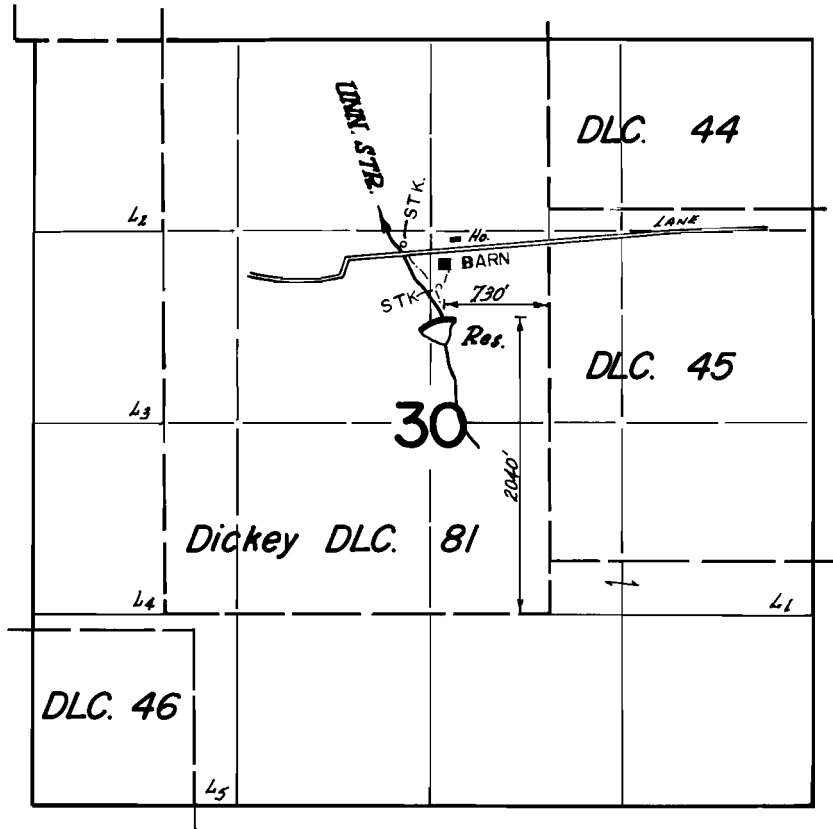 DLC. 44
UNN. STR.
STK.
L2
LANE
Ho.
BARN
STK
730'
Res.
DLC. 45
L3
30
2040'
Dickey DLC. 81
L4
L1
DLC. 46
L5